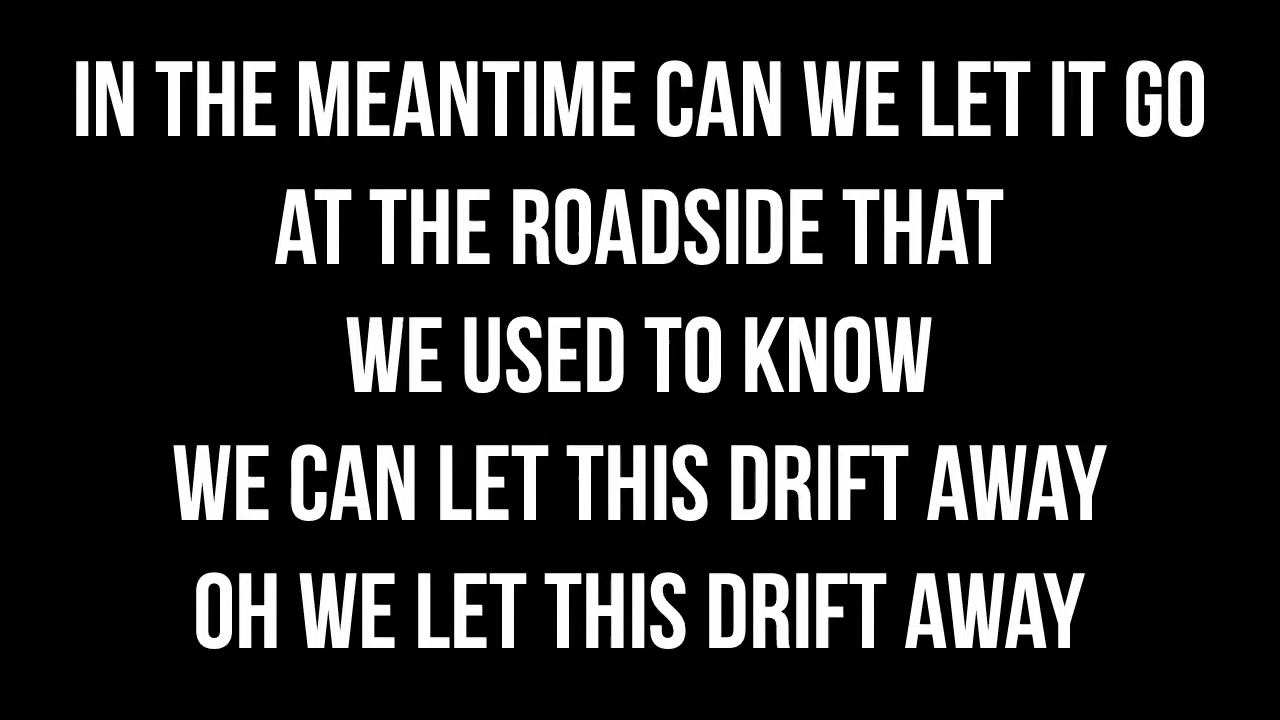 IN THE MEANTIME CAN WE LET IT GO
AT THE ROADSIDE THAT
WE USED TO KNOW
WE CAN LET THIS DRIFT AWAY
OH WE LET THIS DRIFT AWAY